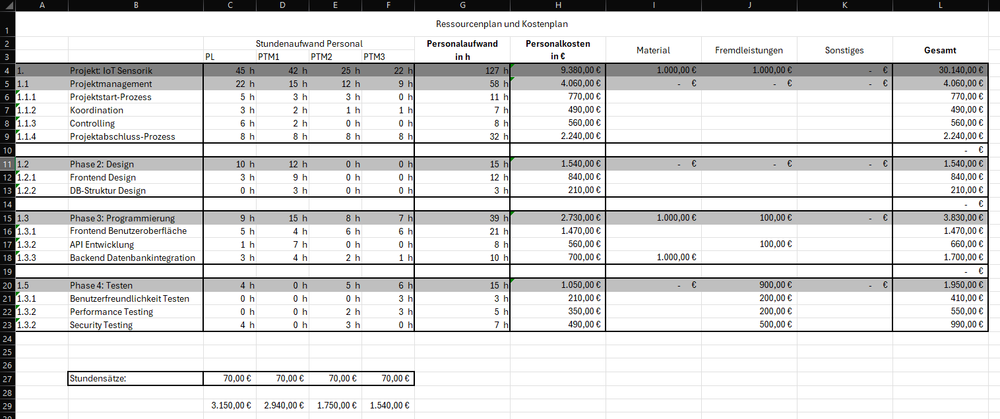 A B C D E F G H I J K L
1 Ressourcenplan und Kostenplan
2 Stundenaufwand Personal Personalaufwand Personalkosten Material Fremdleistungen Sonstiges Gesamt
3 PL PTM1 PTM2 PTM3 in h in €
4 1. Projekt: IoT Sensorik 45 h 42 h 25 h 22 h 127 h 9.380,00 € 1.000,00 € 1.000,00 € - € 30.140,00 €
5 1.1 Projektmanagement 22 h 15 h 12 h 9 h 58 h 4.060,00 € - € - € - € 4.060,00 €
6 1.1.1 Projektstart-Prozess 5 h 3 h 3 h 0 h 11 h 770,00 € 770,00 €
7 1.1.2 Koordination 3 h 2 h 1 h 1 h 7 h 490,00 € 490,00 €
8 1.1.3 Controlling 6 h 2 h 0 h 0 h 8 h 560,00 € 560,00 €
9 1.1.4 Projektabschluss-Prozess 8 h 8 h 8 h 8 h 32 h 2.240,00 € 2.240,00 €
10 - €
11 1.2 Phase 2: Design 10 h 12 h 0 h 0 h 15 h 1.540,00 € - € - € - € 1.540,00 €
12 1.2.1 Frontend Design 3 h 9 h 0 h 0 h 12 h 840,00 € 840,00 €
13 1.2.2 DB-Struktur Design 0 h 3 h 0 h 0 h 3 h 210,00 € 210,00 €
14 - €
15 1.3 Phase 3: Programmierung 9 h 15 h 8 h 7 h 39 h 2.730,00 € 1.000,00 € 100,00 € - € 3.830,00 €
16 1.3.1 Frontend Benutzeroberfläche 5 h 4 h 6 h 6 h 21 h 1.470,00 € 1.470,00 €
17 1.3.2 API Entwicklung 1 h 7 h 0 h 0 h 8 h 560,00 € 100,00 € 660,00 €
18 1.3.3 Backend Datenbankintegration 3 h 4 h 2 h 1 h 10 h 700,00 € 1.000,00 € 1.700,00 €
19 - €
20 1.5 Phase 4: Testen 4 h 0 h 5 h 6 h 15 h 1.050,00 € - € 900,00 € - € 1.950,00 €
21 1.3.1 Benutzerfreundlichkeit Testen 0 h 0 h 0 h 3 h 3 h 210,00 € 200,00 € 410,00 €
22 1.3.2 Performance Testing 0 h 0 h 2 h 3 h 5 h 350,00 € 200,00 € 550,00 €
23 1.3.2 Security Testing 4 h 0 h 3 h 0 h 7 h 490,00 € 500,00 € 990,00 €
24
25
26
27 Stundensätze: 70,00 € 70,00 € 70,00 € 70,00 €
28
29 3.150,00 € 2.940,00 € 1.750,00 € 1.540,00 €